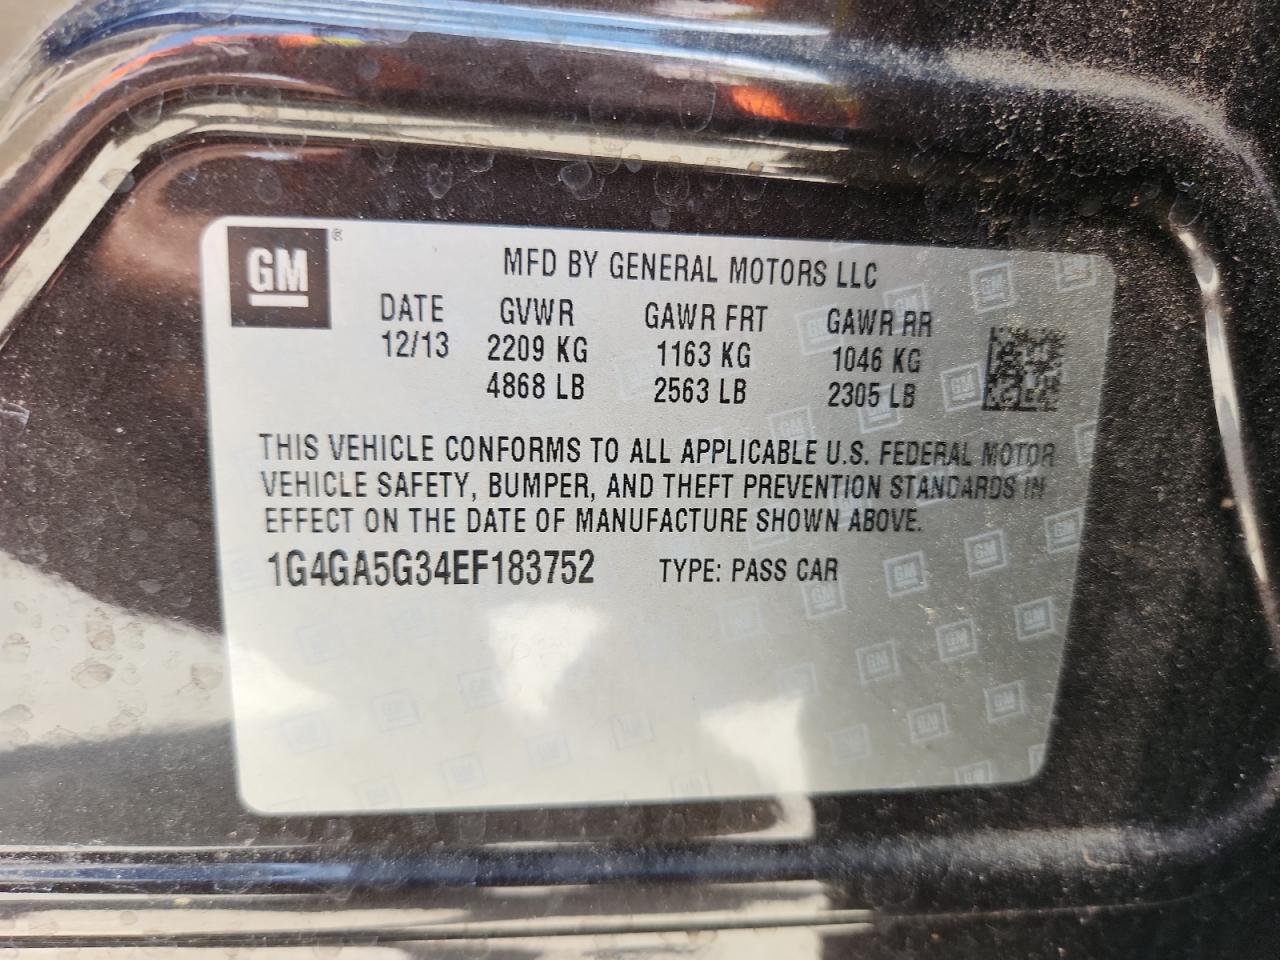 GM ®
MFD BY GENERAL MOTORS LLC
DATE GVWR GAWR FRT GAWR RR
12/13 2209 KG 1163 KG 1046 KG
4868 LB 2563 LB 2305 LB
THIS VEHICLE CONFORMS TO ALL APPLICABLE U.S. FEDERAL MOTOR
VEHICLE SAFETY, BUMPER, AND THEFT PREVENTION STANDARDS IN
EFFECT ON THE DATE OF MANUFACTURE SHOWN ABOVE.
1G4GA5G34EF183752 TYPE: PASS CAR